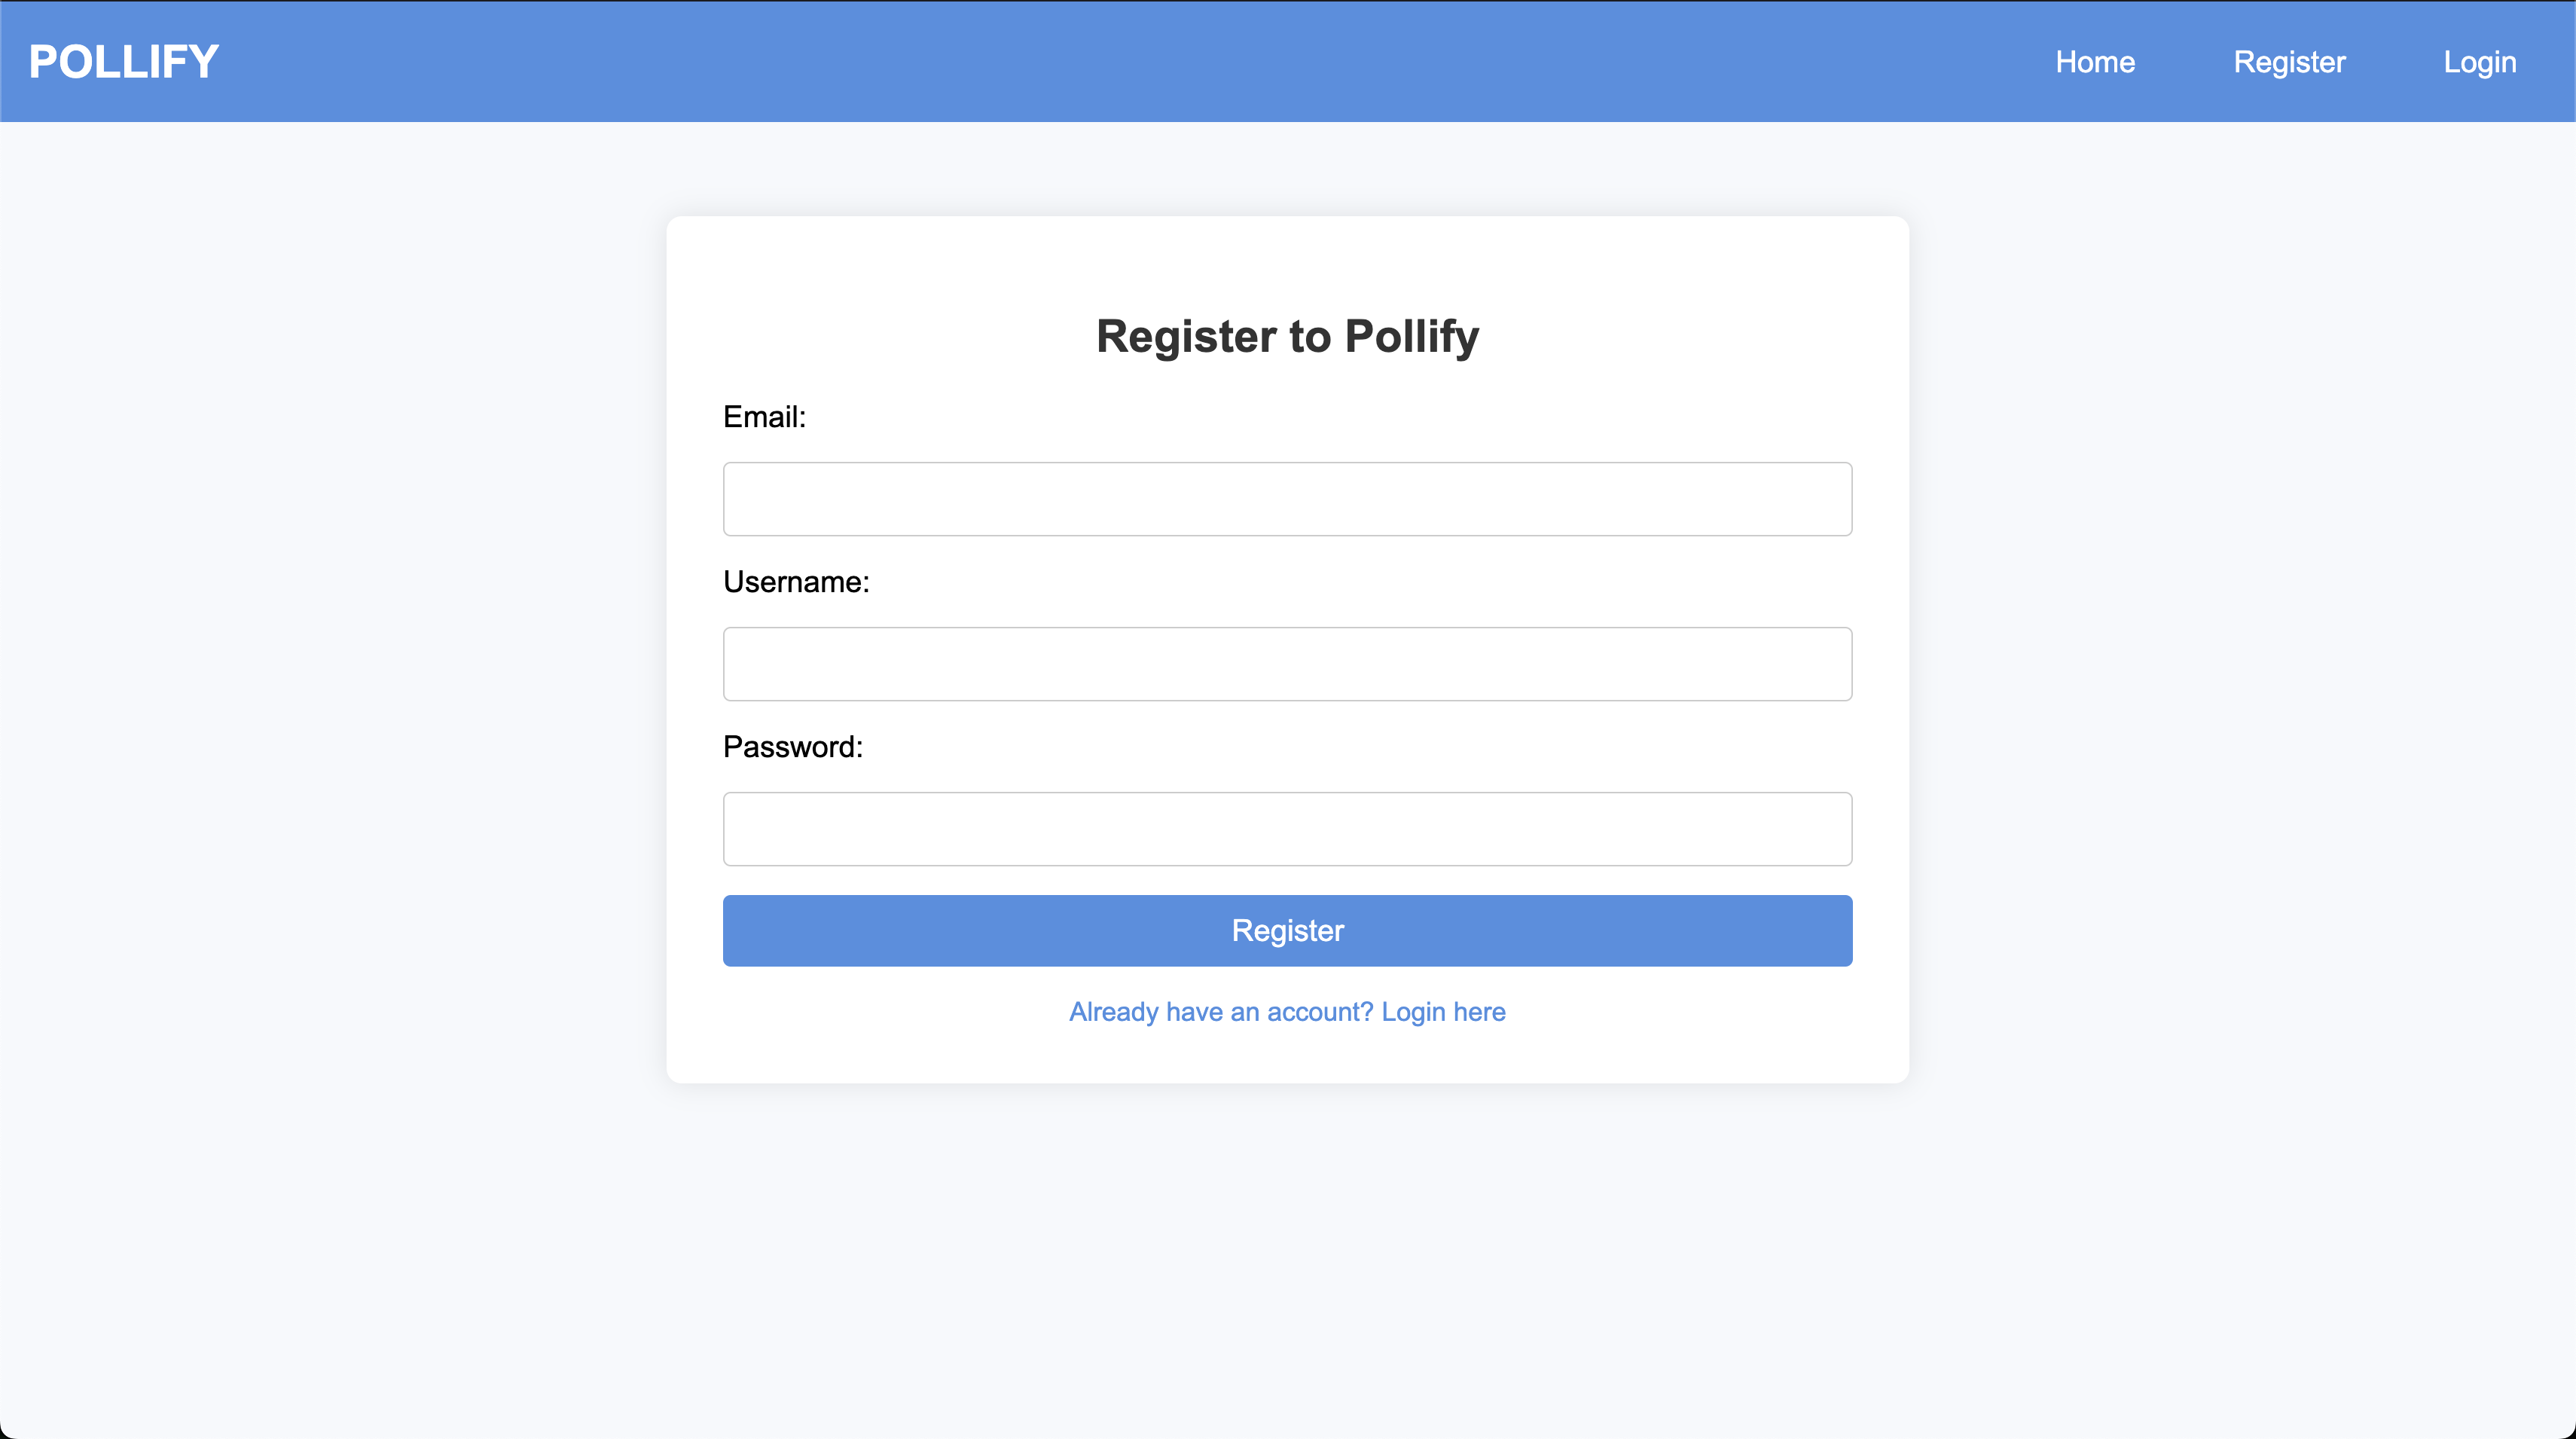 POLLIFY
Home Register Login
Register to Pollify
Email:
Username:
Password:
Register
Already have an account? Login here